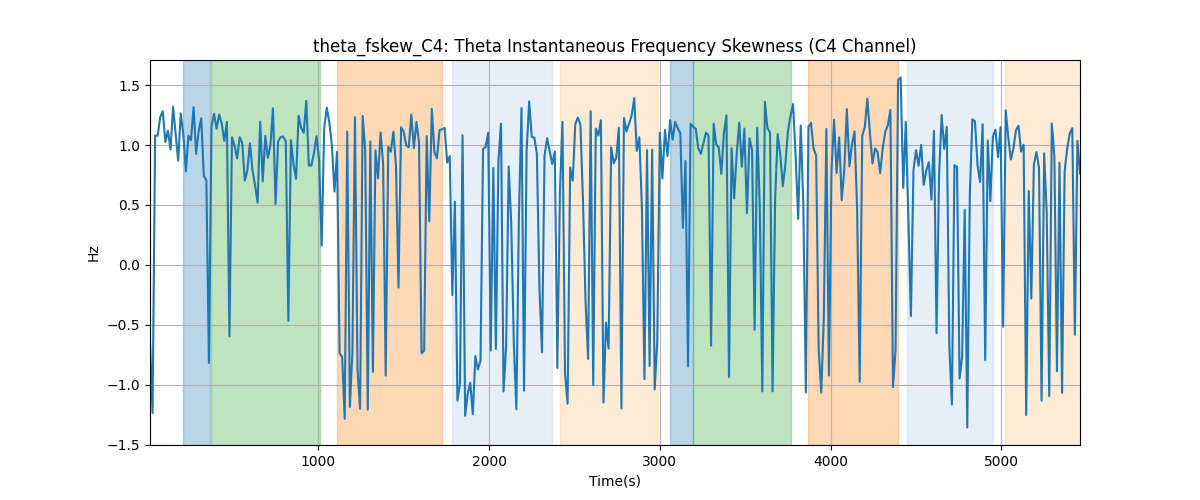 theta_fskew_C4: Theta Instantaneous Frequency Skewness (C4 Channel)
1.5
1.0
0.5
0.0
−0.5
−1.0
−1.5
Hz
1000 2000 3000 4000 5000
Time(s)